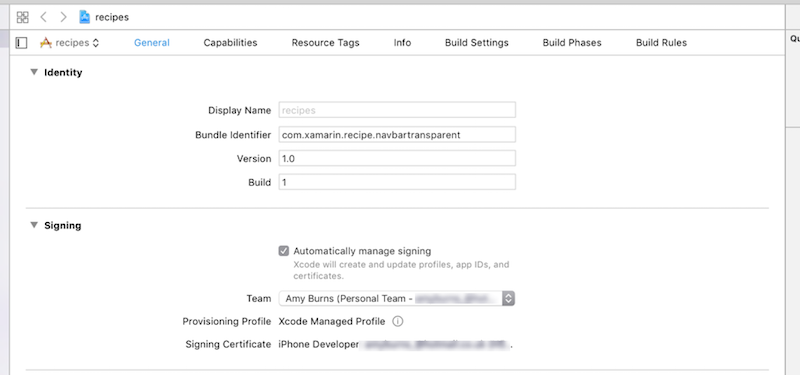 recipes
Qu
recipes General Capabilities Resource Tags Info Build Settings Build Phases Build Rules
Identity
Display Name recipes
Bundle Identifier com.xamarin.recipe.navbartransparent
Version 1.0
Build 1
Signing
Automatically manage signing
Xcode will create and update profiles, app IDs, and
certificates.
Team Amy Burns (Personal Team -
Provisioning Profile Xcode Managed Profile
Signing Certificate iPhone Developer